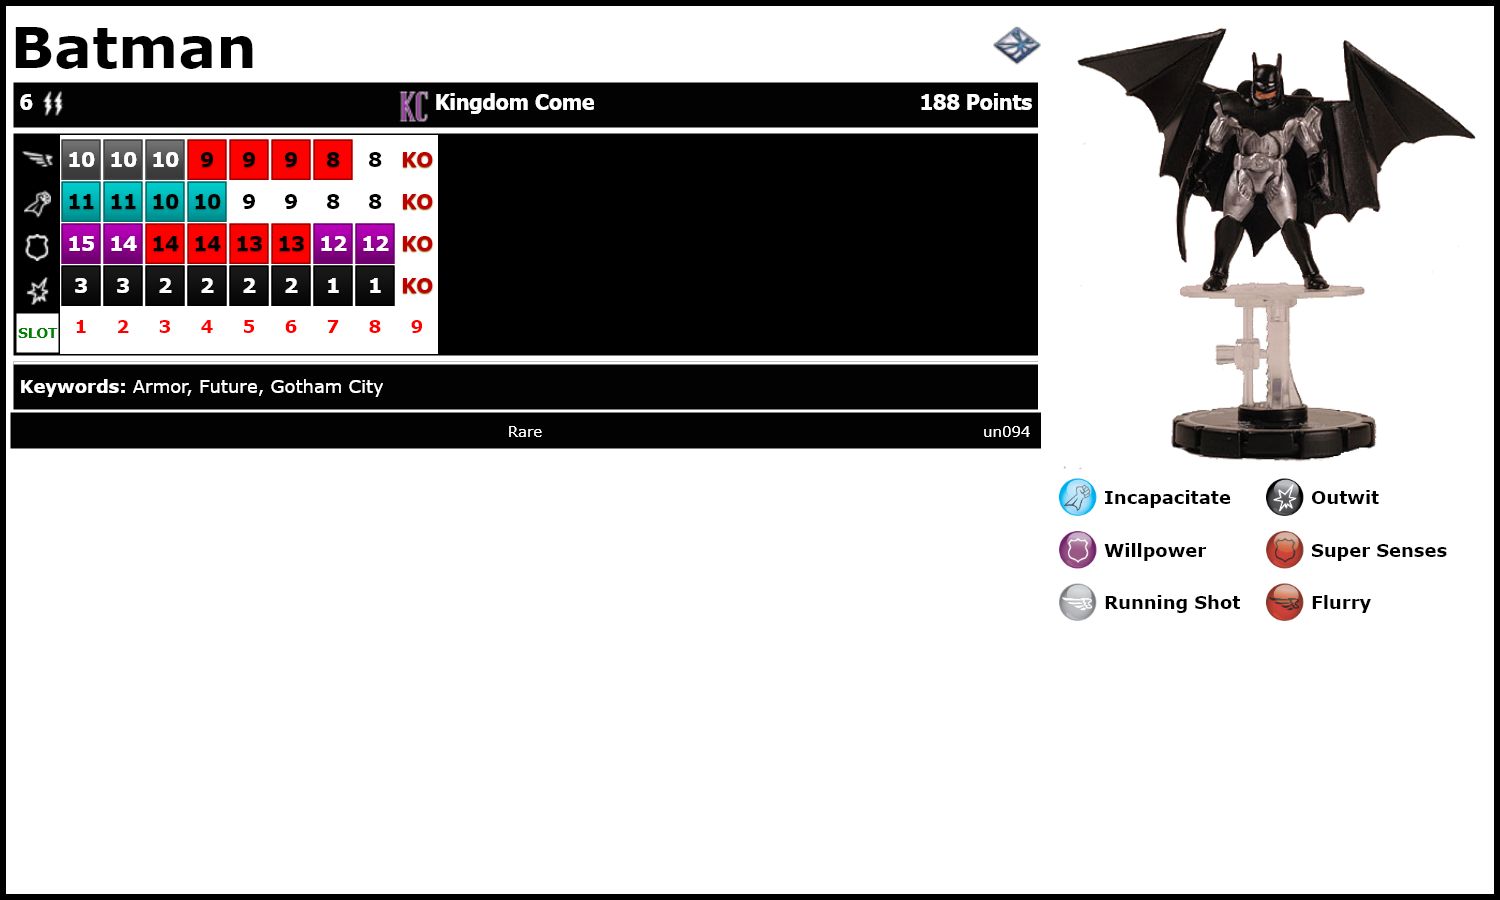 Batman
6 KC Kingdom Come 188 Points
10 10 10 9 9 9 8 8 KO
11 11 10 10 9 9 8 8 KO
15 14 14 14 13 13 12 12 KO
3 3 2 2 2 2 1 1 KO
SLOT 1 2 3 4 5 6 7 8 9
Keywords: Armor, Future, Gotham City
Rare un094
Incapacitate Outwit
Willpower Super Senses
Running Shot Flurry